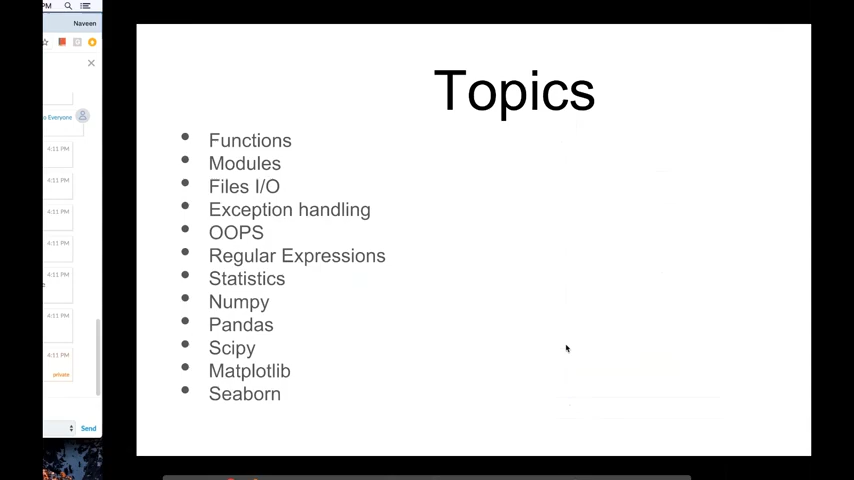 PM
Naveen
Everyone
4:11 PM
4:11 PM
4:11 PM
4:11 PM
4:11 PM
4:11 PM
4:11 PM
private
Send
Topics
• Functions
• Modules
• Files I/O
• Exception handling
• OOPS
• Regular Expressions
• Statistics
• Numpy
• Pandas
• Scipy
• Matplotlib
• Seaborn